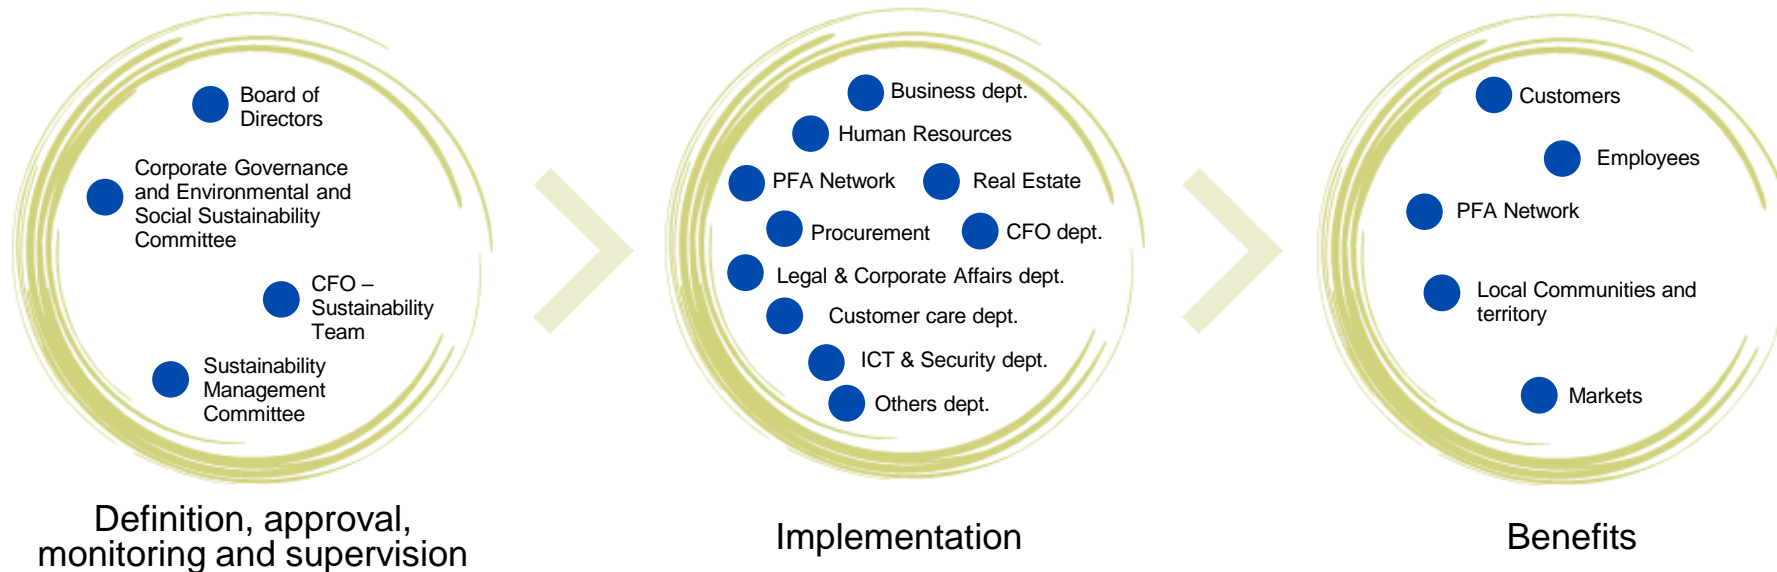 Board of
Directors
Corporate Governance
and Environmental and
Social Sustainability
Committee
CFO –
Sustainability
Team
Sustainability
Management
Committee
Definition, approval,
monitoring and supervision
Business dept.
Human Resources
PFA Network
Real Estate
Procurement
CFO dept.
Legal & Corporate Affairs dept.
Customer care dept.
ICT & Security dept.
Others dept.
Implementation
Customers
Employees
PFA Network
Local Communities and
territory
Markets
Benefits